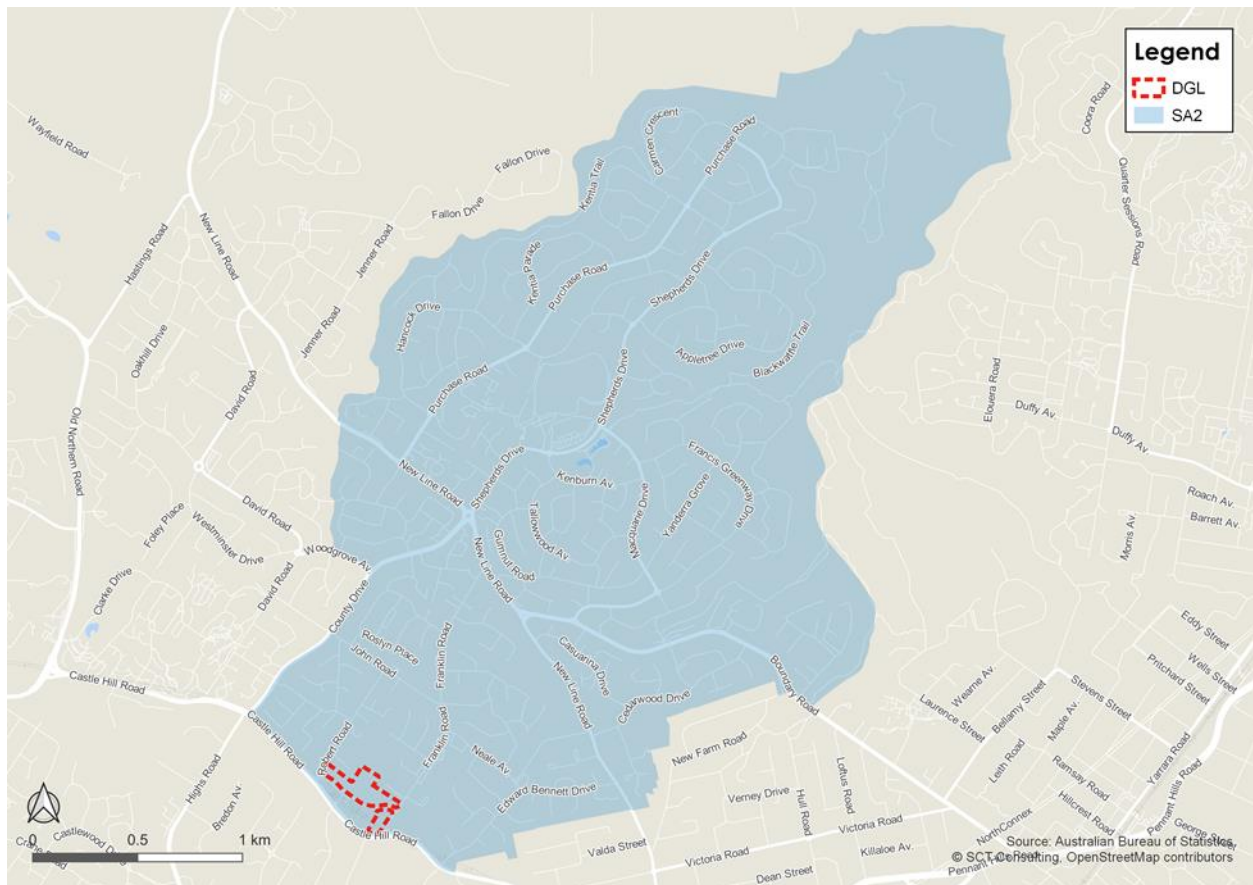 Legend
DGL
SA2
Wayfield Road
Hastings Road
New Line Road
Fallon Drive
Fallon Drive
Jenner Road
Jenner Road
Kentia Trail
Carmen Crescent
Purchase Road
Coora Road
Quarter Sessions Road
Oakhill Drive
Old Northern Road
David Road
Hancock Drive
Kentia Parade
Purchase Road
Shepherds Drive
Purchase Road
Appletree Drive
Blackwattle Trail
Shepherds Drive
Elouera Road
Duffy Av.
Duffy Av.
New Line Road
Shepherds Drive
Kenburn Av.
Francis Greenway Drive
Yanderra Grove
Macquarie Drive
Tallowwood Av.
Gumnut Road
New Line Road
Roach Av.
Barrett Av.
Morris Av.
Foley Place
Westminster Drive
David Road
Woodgrove Av.
Clarke Drive
David Road
County Drive
Roslyn Place
John Road
Franklin Road
Casuarina Drive
New Line Road
Cedarwood Drive
Boundary Road
Eddy Street
Wells Street
Pritchard Street
Stevens Street
Wearne Av.
Laurence Street
Bellamy Street
Maple Av.
Castle Hill Road
Castle Hill Road
Robert Road
Franklin Road
Neale Av.
Edward Bennett Drive
New Farm Road
Verney Drive
Hull Road
Loftus Road
Victoria Road
Leith Road
Ramsay Road
Yarrara Road
Hillcrest Road
Pennant Hills Road
George Street
Highs Road
Bredon Av.
Castle Hill Road
Valda Street
Victoria Road
Dean Street
Killaloe Av.
NorthConnex
0 0.5 1 km
Source: Australian Bureau of Statistics
© SCT Consulting, OpenStreetMap contributors